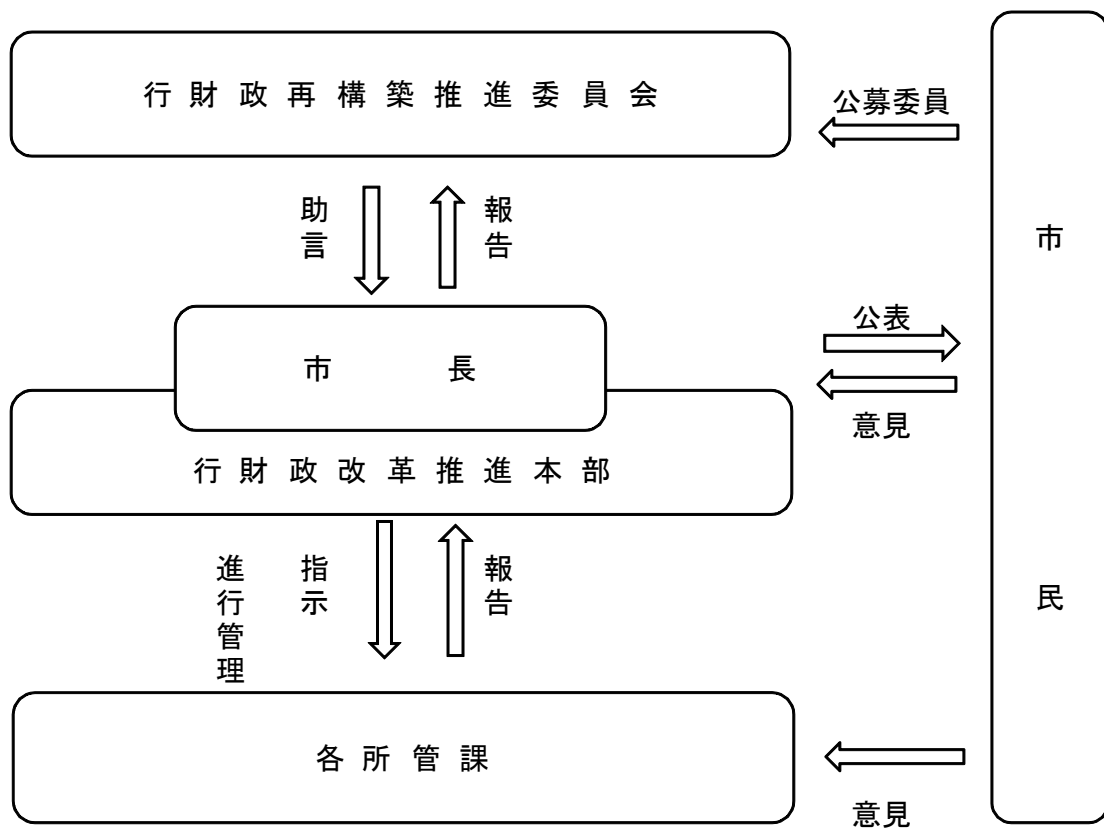 行財政再構築推進委員会
公募委員
助言
報告
市長
公表
意見
行財政改革推進本部
進行管理
指示
報告
各所管課
意見
市民